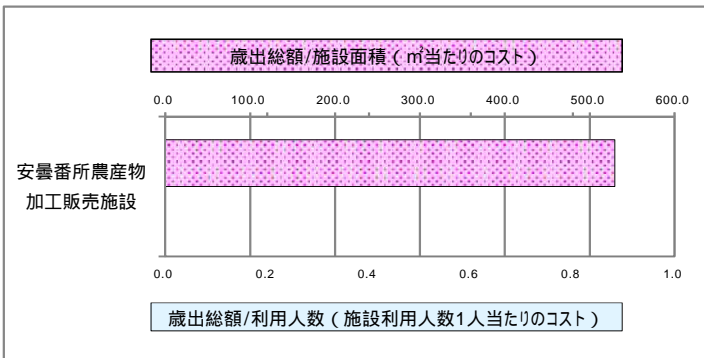 歳出総額/施設面積(㎡当たりのコスト)
0.0 100.0 200.0 300.0 400.0 500.0 600.0
安曇番所農産物
加工販売施設
0.0 0.2 0.4 0.6 0.8 1.0
歳出総額/利用人数(施設利用人数1人当たりのコスト)